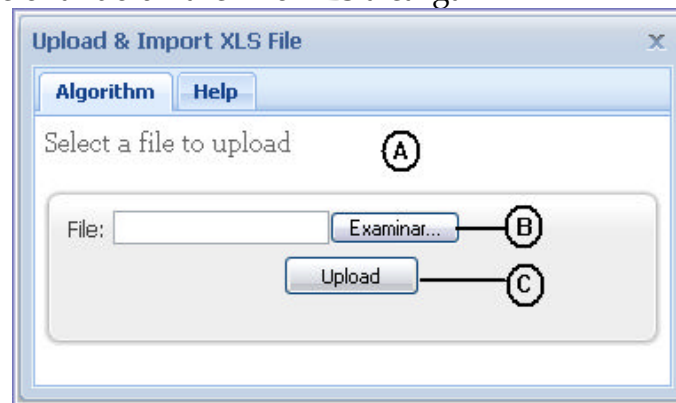 Upload & Import XLS File x
Algorithm Help
Select a file to upload A
File: Examinar... B
Upload C